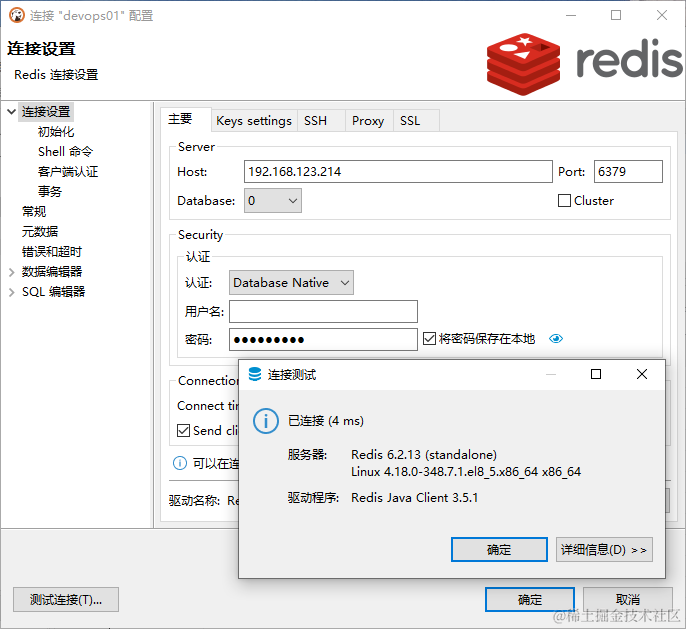 连接 "devops01" 配置
连接设置
Redis 连接设置
redis
连接设置
初始化
Shell 命令
客户端认证
事务
常规
元数据
错误和超时
数据编辑器
SQL 编辑器
主要 Keys settings SSH Proxy SSL
Server
Host: 192.168.123.214 Port: 6379
Database: 0 Cluster
Security
认证
认证: Database Native
用户名:
密码: ●●●●●●●●● 将密码保存在本地
Connection
Connect tim
Send cli
可以在连
驱动名称: Re
连接测试
已连接 (4 ms)
服务器: Redis 6.2.13 (standalone)
Linux 4.18.0-348.7.1.el8_5.x86_64 x86_64
驱动程序: Redis Java Client 3.5.1
确定 详细信息(D) >>
测试连接(T)... 确定 取消
@稀土掘金技术社区